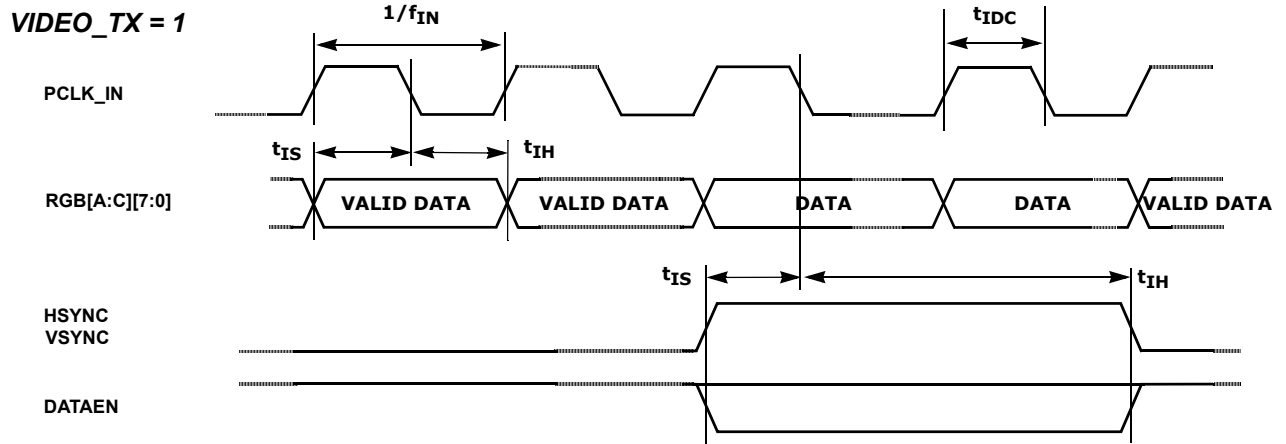 VIDEO_TX = 1
1/fIN
tIDC
PCLK_IN
tIS
tIH
RGB[A:C][7:0]
VALID DATA
VALID DATA
DATA
DATA
VALID DATA
tIS
tIH
HSYNC
VSYNC
DATAEN